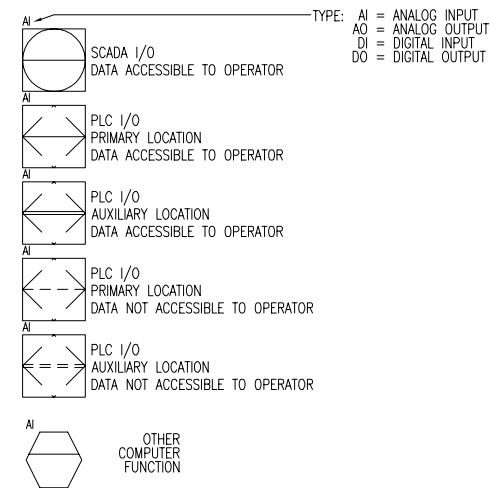 AI
TYPE: AI = ANALOG INPUT
AO = ANALOG OUTPUT
DI = DIGITAL INPUT
DO = DIGITAL OUTPUT
SCADA I/O
DATA ACCESSIBLE TO OPERATOR
AI
PLC I/O
PRIMARY LOCATION
DATA ACCESSIBLE TO OPERATOR
AI
PLC I/O
AUXILIARY LOCATION
DATA ACCESSIBLE TO OPERATOR
AI
PLC I/O
PRIMARY LOCATION
DATA NOT ACCESSIBLE TO OPERATOR
AI
PLC I/O
AUXILIARY LOCATION
DATA NOT ACCESSIBLE TO OPERATOR
AI
OTHER
COMPUTER
FUNCTION